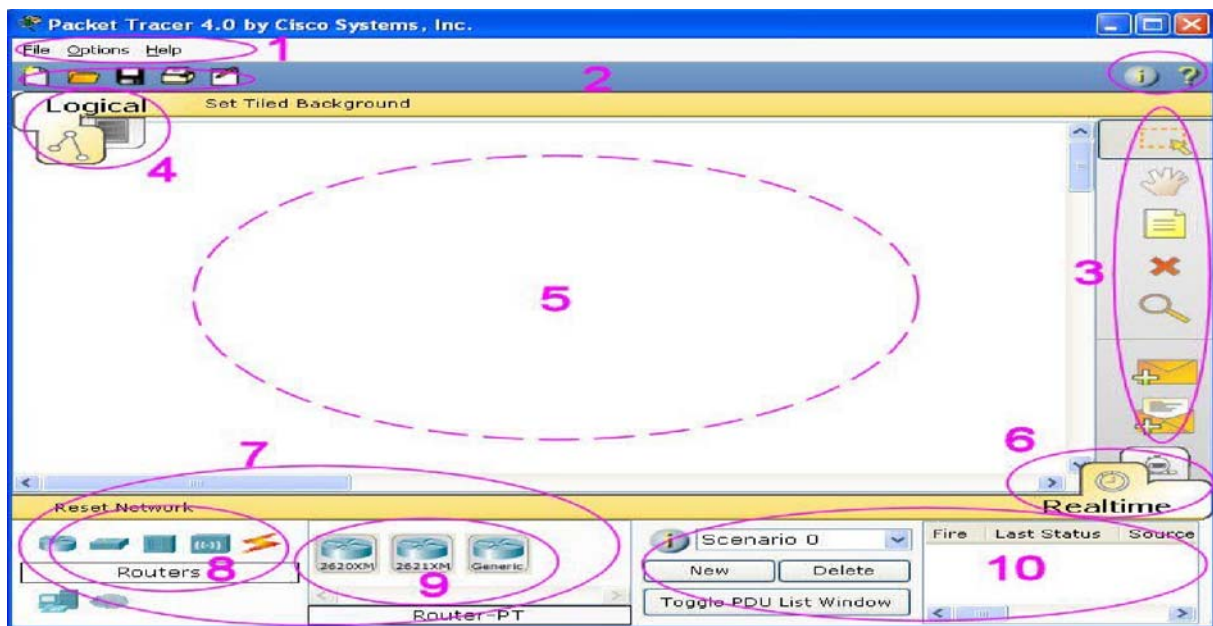 Packet Tracer 4.0 by Cisco Systems, Inc.
File Options Help
1
2
i ?
Logical Set Tiled Background
4
3
5
6
7
Reset Network
Realtime
Routers
8
2620XM 2621XM Generic
9
Router-PT
i Scenario 0
New Delete
Toggle PDU List Window
Fire Last Status Source
10